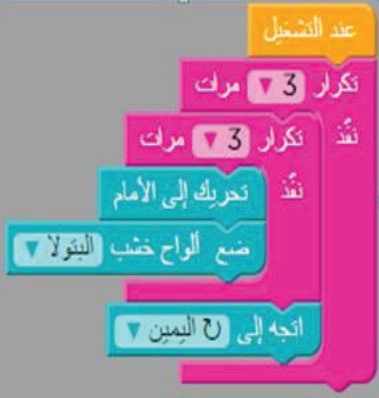 عند التشغيل
تكرار 3 مرات
نفّذ تكرار 3 مرات
نفّذ تحريك إلى الأمام
ضع ألواح خشب البتولا
اتجه إلى اليمين